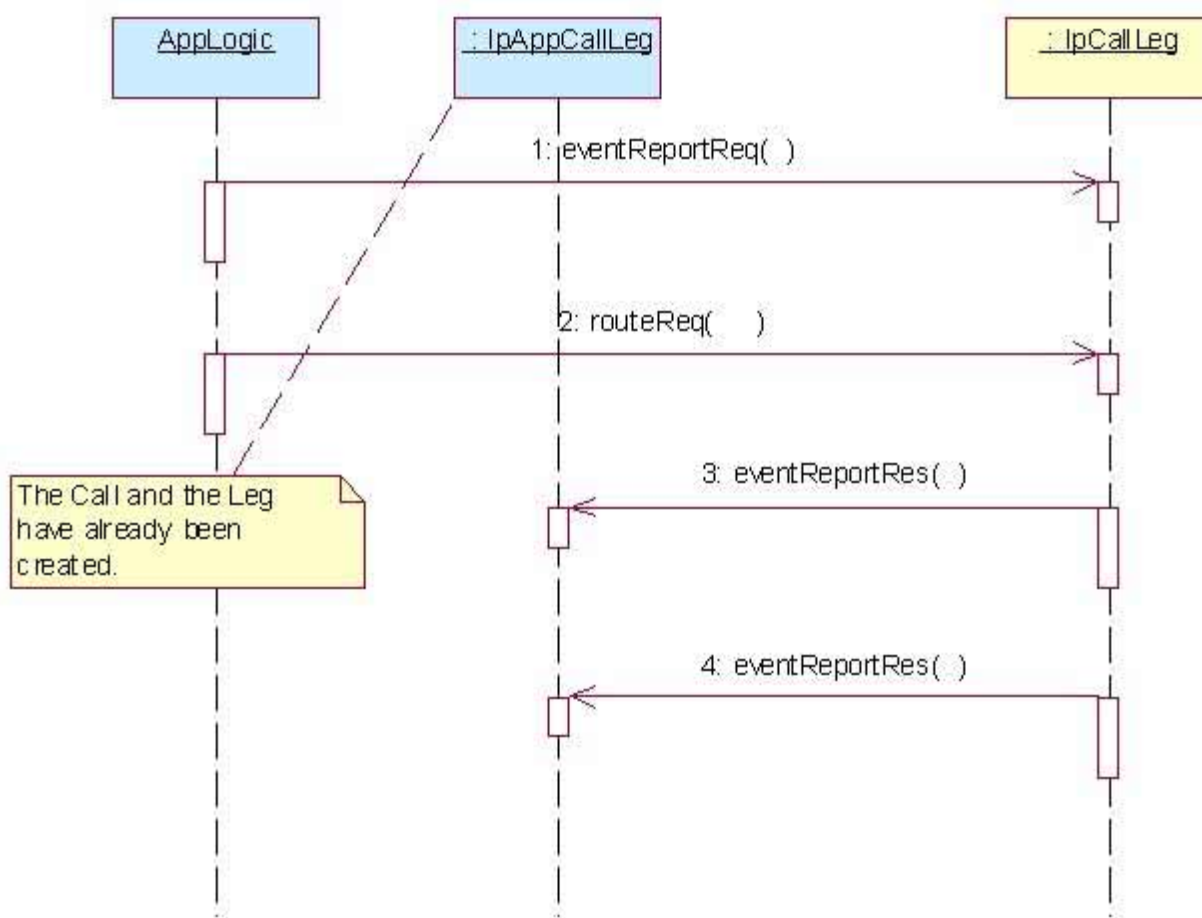 AppLogic
: IpAppCallLeg
: IpCallLeg
1: eventReportReq( )
2: routeReq( )
3: eventReportRes( )
The Call and the Leg
have already been
created.
4: eventReportRes( )